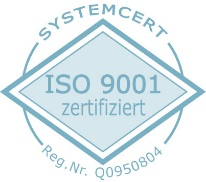 SYSTEMCERT
ISO 9001
zertifiziert
Reg.Nr. Q0950804